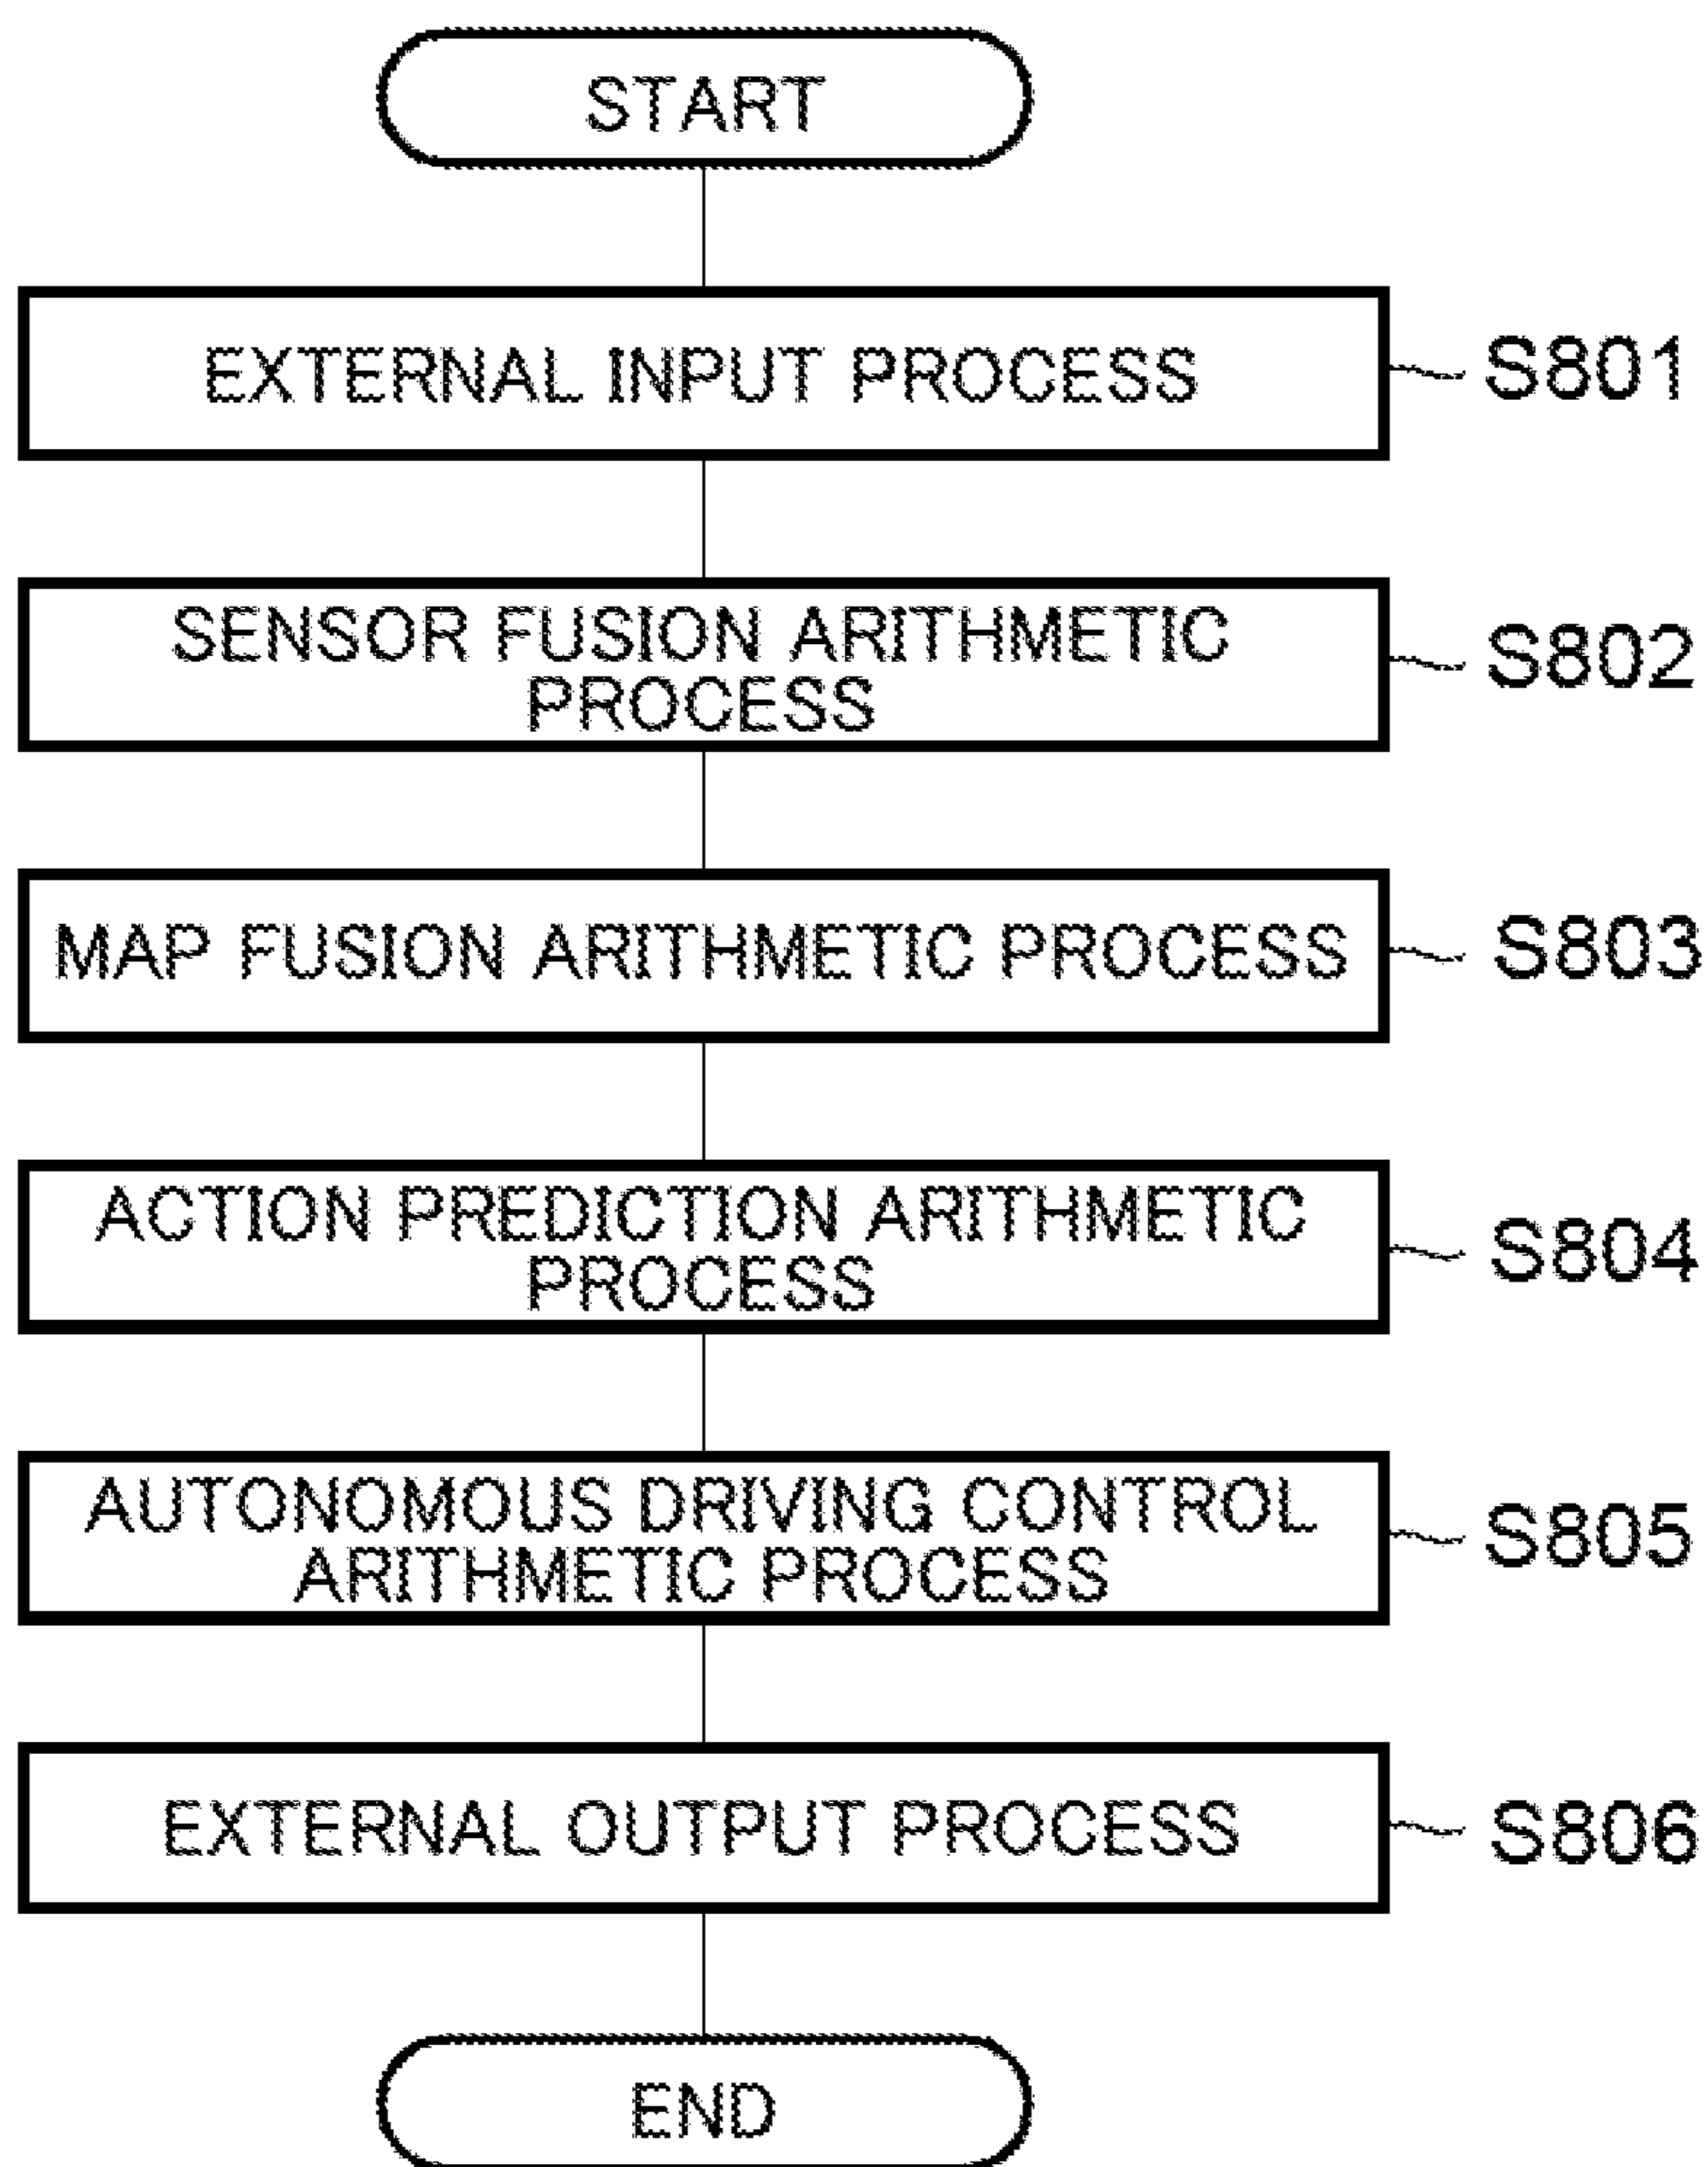 START
EXTERNAL INPUT PROCESS
S801
SENSOR FUSION ARITHMETIC
PROCESS
S802
MAP FUSION ARITHMETIC PROCESS
S803
ACTION PREDICTION ARITHMETIC
PROCESS
S804
AUTONOMOUS DRIVING CONTROL
ARITHMETIC PROCESS
S805
EXTERNAL OUTPUT PROCESS
S806
END